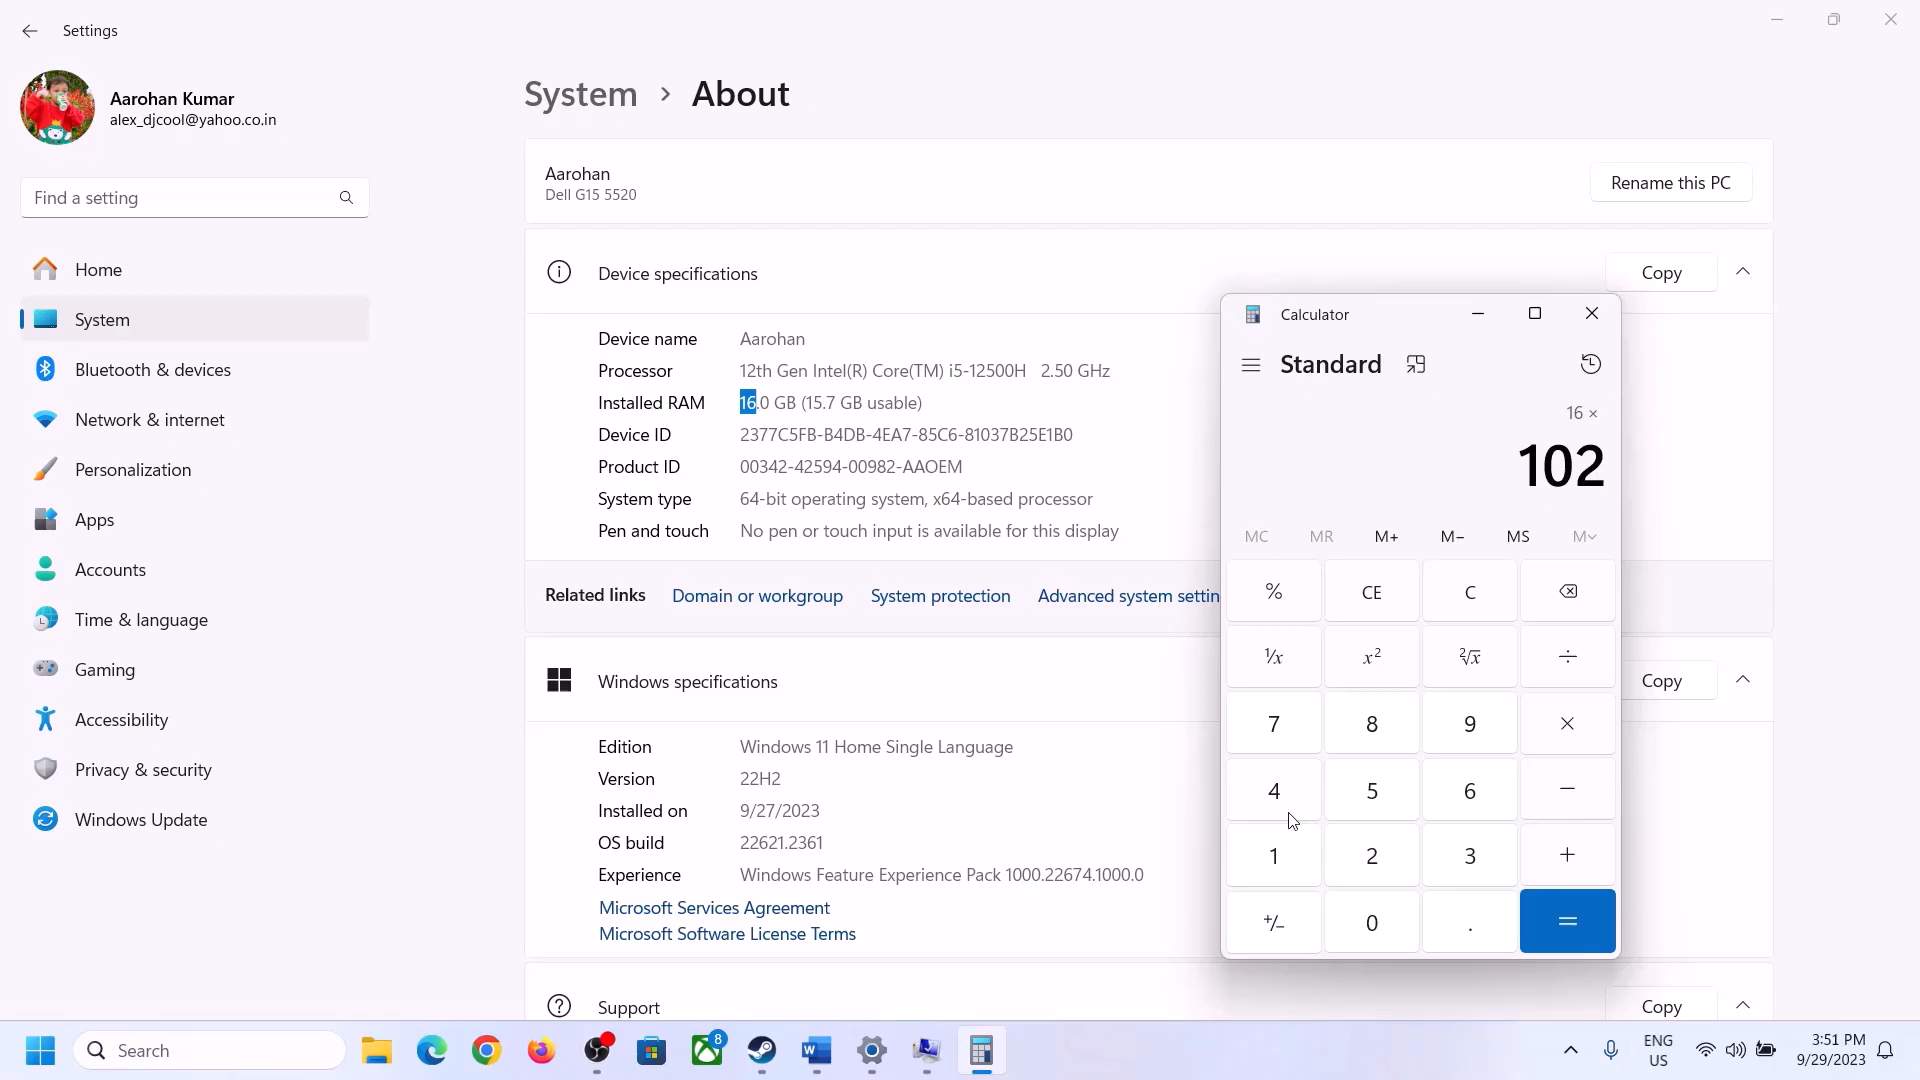 Settings
Aarohan Kumar
alex_djcool@yahoo.co.in
Find a setting
Home
System
Bluetooth & devices
Network & internet
Personalization
Apps
Accounts
Time & language
Gaming
Accessibility
Privacy & security
Windows Update
System > About
Aarohan
Dell G15 5520
Rename this PC
Device specifications
Copy
Device name Aarohan
Processor 12th Gen Intel(R) Core(TM) i5-12500H 2.50 GHz
Installed RAM 16.0 GB (15.7 GB usable)
Device ID 2377C5FB-B4DB-4EA7-85C6-81037B25E1B0
Product ID 00342-42594-00982-AAOEM
System type 64-bit operating system, x64-based processor
Pen and touch No pen or touch input is available for this display
Related links Domain or workgroup System protection Advanced system settin
Windows specifications
Copy
Edition Windows 11 Home Single Language
Version 22H2
Installed on 9/27/2023
OS build 22621.2361
Experience Windows Feature Experience Pack 1000.22674.1000.0
Microsoft Services Agreement
Microsoft Software License Terms
Support
Copy
Calculator
Standard
16 ×
102
MC MR M+ M− MS M
% CE C
⅟x x² ²√x ÷
7 8 9 ×
4 5 6 −
1 2 3 +
+/− 0 . =
Search
8
ENG
US
3:51 PM
9/29/2023